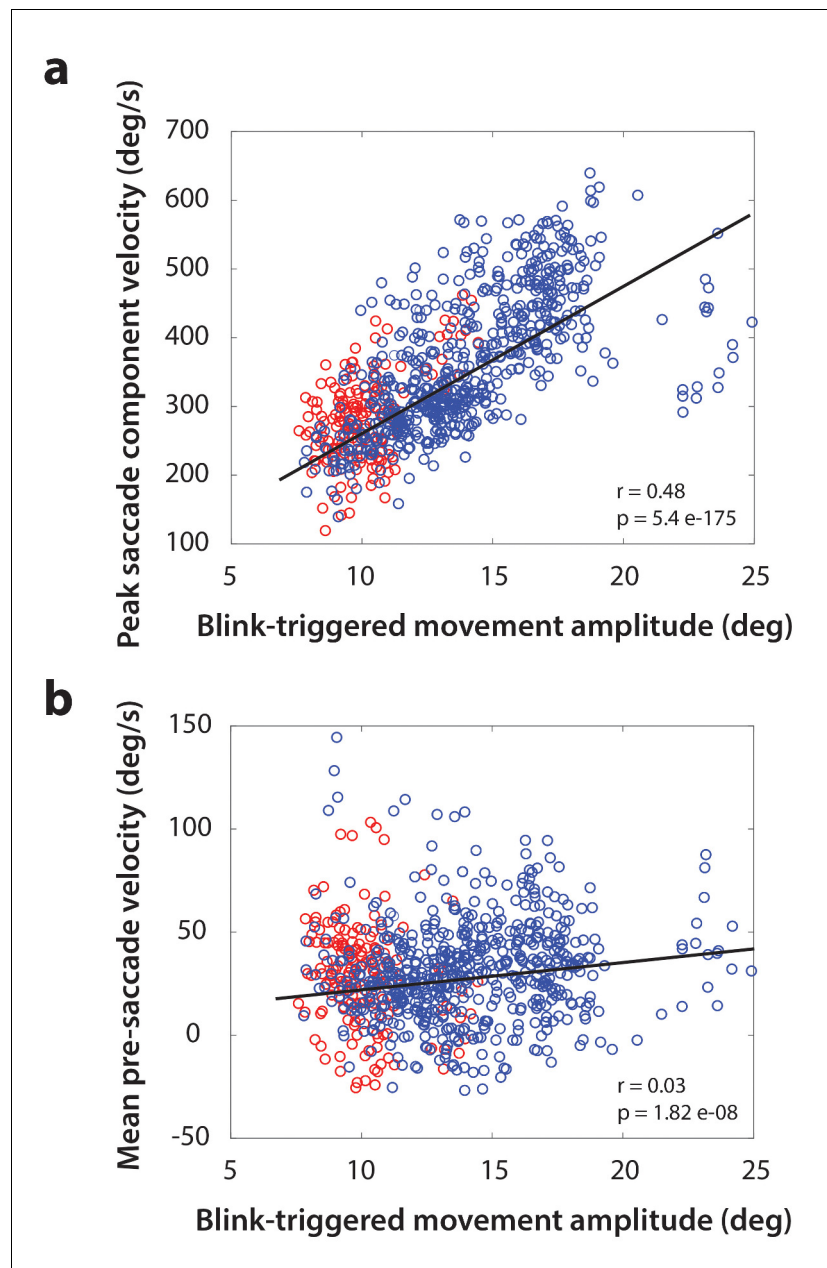 a
Peak saccade component velocity (deg/s)
700
600
500
400
300
200
100
r = 0.48
p = 5.4 e-175
5 10 15 20 25
Blink-triggered movement amplitude (deg)
b
Mean pre-saccade velocity (deg/s)
150
100
50
0
-50
r = 0.03
p = 1.82 e-08
5 10 15 20 25
Blink-triggered movement amplitude (deg)